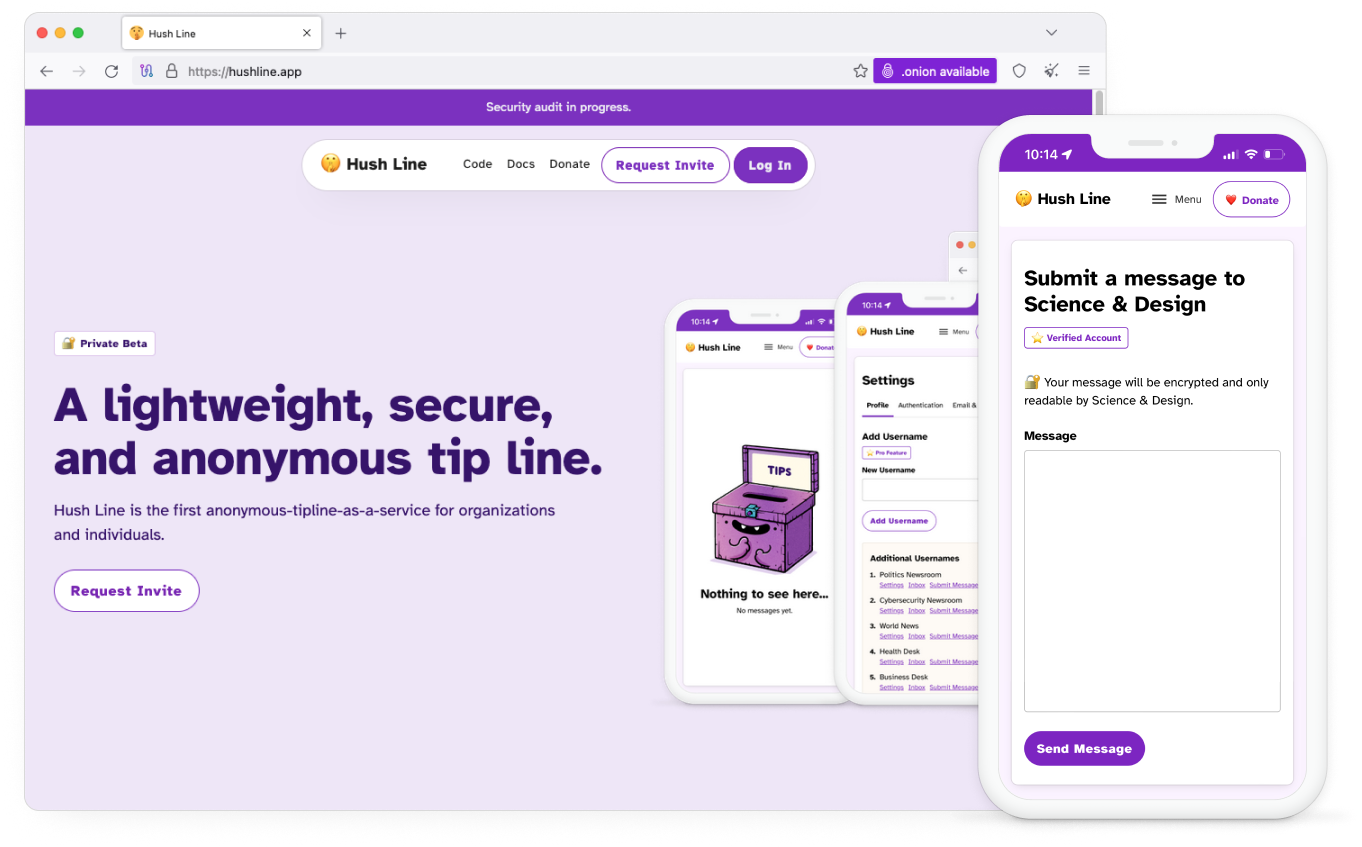 Hush Line
https://hushline.app
.onion available
Security audit in progress.
Hush Line
Code
Docs
Donate
Request Invite
Log In
Private Beta
A lightweight, secure,
and anonymous tip line.
Hush Line is the first anonymous-tipline-as-a-service for organizations
and individuals.
Request Invite
10:14
Hush Line
Menu
TIPS
Nothing to see here...
No messages yet.
10:14
Hush Line
Menu
Settings
Profile
Authentication
Email &
Add Username
Pro Feature
New Username
Add Username
Additional Usernames
1. Politics Newsroom
Settings Inbox Submit Message
2. Cybersecurity Newsroom
Settings Inbox Submit Message
3. World News
Settings Inbox Submit Message
4. Health Desk
Settings Inbox Submit Message
5. Business Desk
Settings Inbox Submit Message
10:14
Hush Line
Menu
Donate
Submit a message to
Science & Design
Verified Account
Your message will be encrypted and only
readable by Science & Design.
Message
Send Message